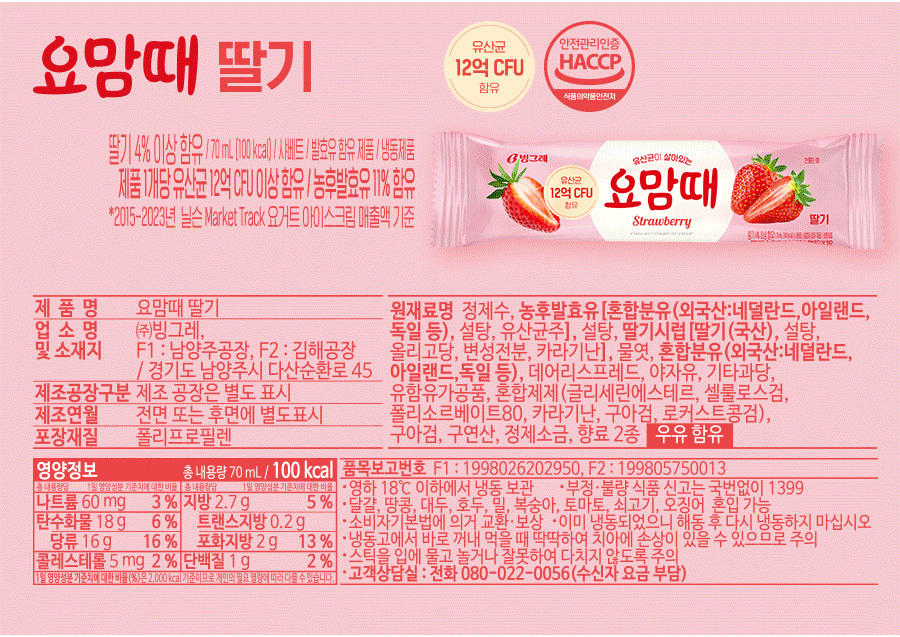 요맘때 딸기
유산균
12억 CFU
함유
안전관리인증
HACCP
식품의약품안전처
딸기 4% 이상 함유 / 70 mL (100 kcal) / 샤베트 / 발효유 함유 제품 / 냉동제품
제품 1개당 유산균 12억 CFU 이상 함유 / 농후발효유 11% 함유
*2015-2023년 닐슨 Market Track 요거트 아이스크림 매출액 기준
빙그레
유산균이 살아있는
유산균
12억 CFU
함유
요맘때
Strawberry
딸기
제 품 명 요맘때 딸기
업 소 명 ㈜빙그레,
및 소재지 F1 : 남양주공장, F2 : 김해공장
/ 경기도 남양주시 다산순환로 45
제조공장구분 제조 공장은 별도 표시
제조연월 전면 또는 후면에 별도표시
포장재질 폴리프로필렌
원재료명 정제수, 농후발효유[혼합분유(외국산:네덜란드,아일랜드,
독일 등), 설탕, 유산균주], 설탕, 딸기시럽[딸기(국산), 설탕,
올리고당, 변성전분, 카라기난], 물엿, 혼합분유(외국산:네덜란드,
아일랜드,독일 등), 데어리스프레드, 야자유, 기타과당,
유함유가공품, 혼합제제(글리세린에스테르, 셀룰로스검,
폴리소르베이트80, 카라기난, 구아검, 로커스트콩검),
구아검, 구연산, 정제소금, 향료 2종 우유 함유
영양정보 총 내용량 70 mL / 100 kcal
총 내용량당 1일 영양성분 기준치에 대한 비율 총 내용량당 1일 영양성분 기준치에 대한 비율
나트륨 60 mg 3 % 지방 2.7 g 5 %
탄수화물 18 g 6 % 트랜스지방 0.2 g
당류 16 g 16 % 포화지방 2 g 13 %
콜레스테롤 5 mg 2 % 단백질 1 g 2 %
1일 영양성분 기준치에 대한 비율(%)은 2,000 kcal 기준이므로 개인의 필요 열량에 따라 다를 수 있습니다.
품목보고번호 F1 : 1998026202950, F2 : 199805750013
·영하 18℃ 이하에서 냉동 보관 ·부정·불량 식품 신고는 국번없이 1399
·달걀, 땅콩, 대두, 호두, 밀, 복숭아, 토마토, 쇠고기, 오징어 혼입 가능
·소비자기본법에 의거 교환·보상 ·이미 냉동되었으니 해동 후 다시 냉동하지 마십시오
·냉동고에서 바로 꺼내 먹을 때 딱딱하여 치아에 손상이 있을 수 있으므로 주의
·스틱을 입에 물고 놀거나 잘못하여 다치지 않도록 주의
·고객상담실 : 전화 080-022-0056 (수신자 요금 부담)